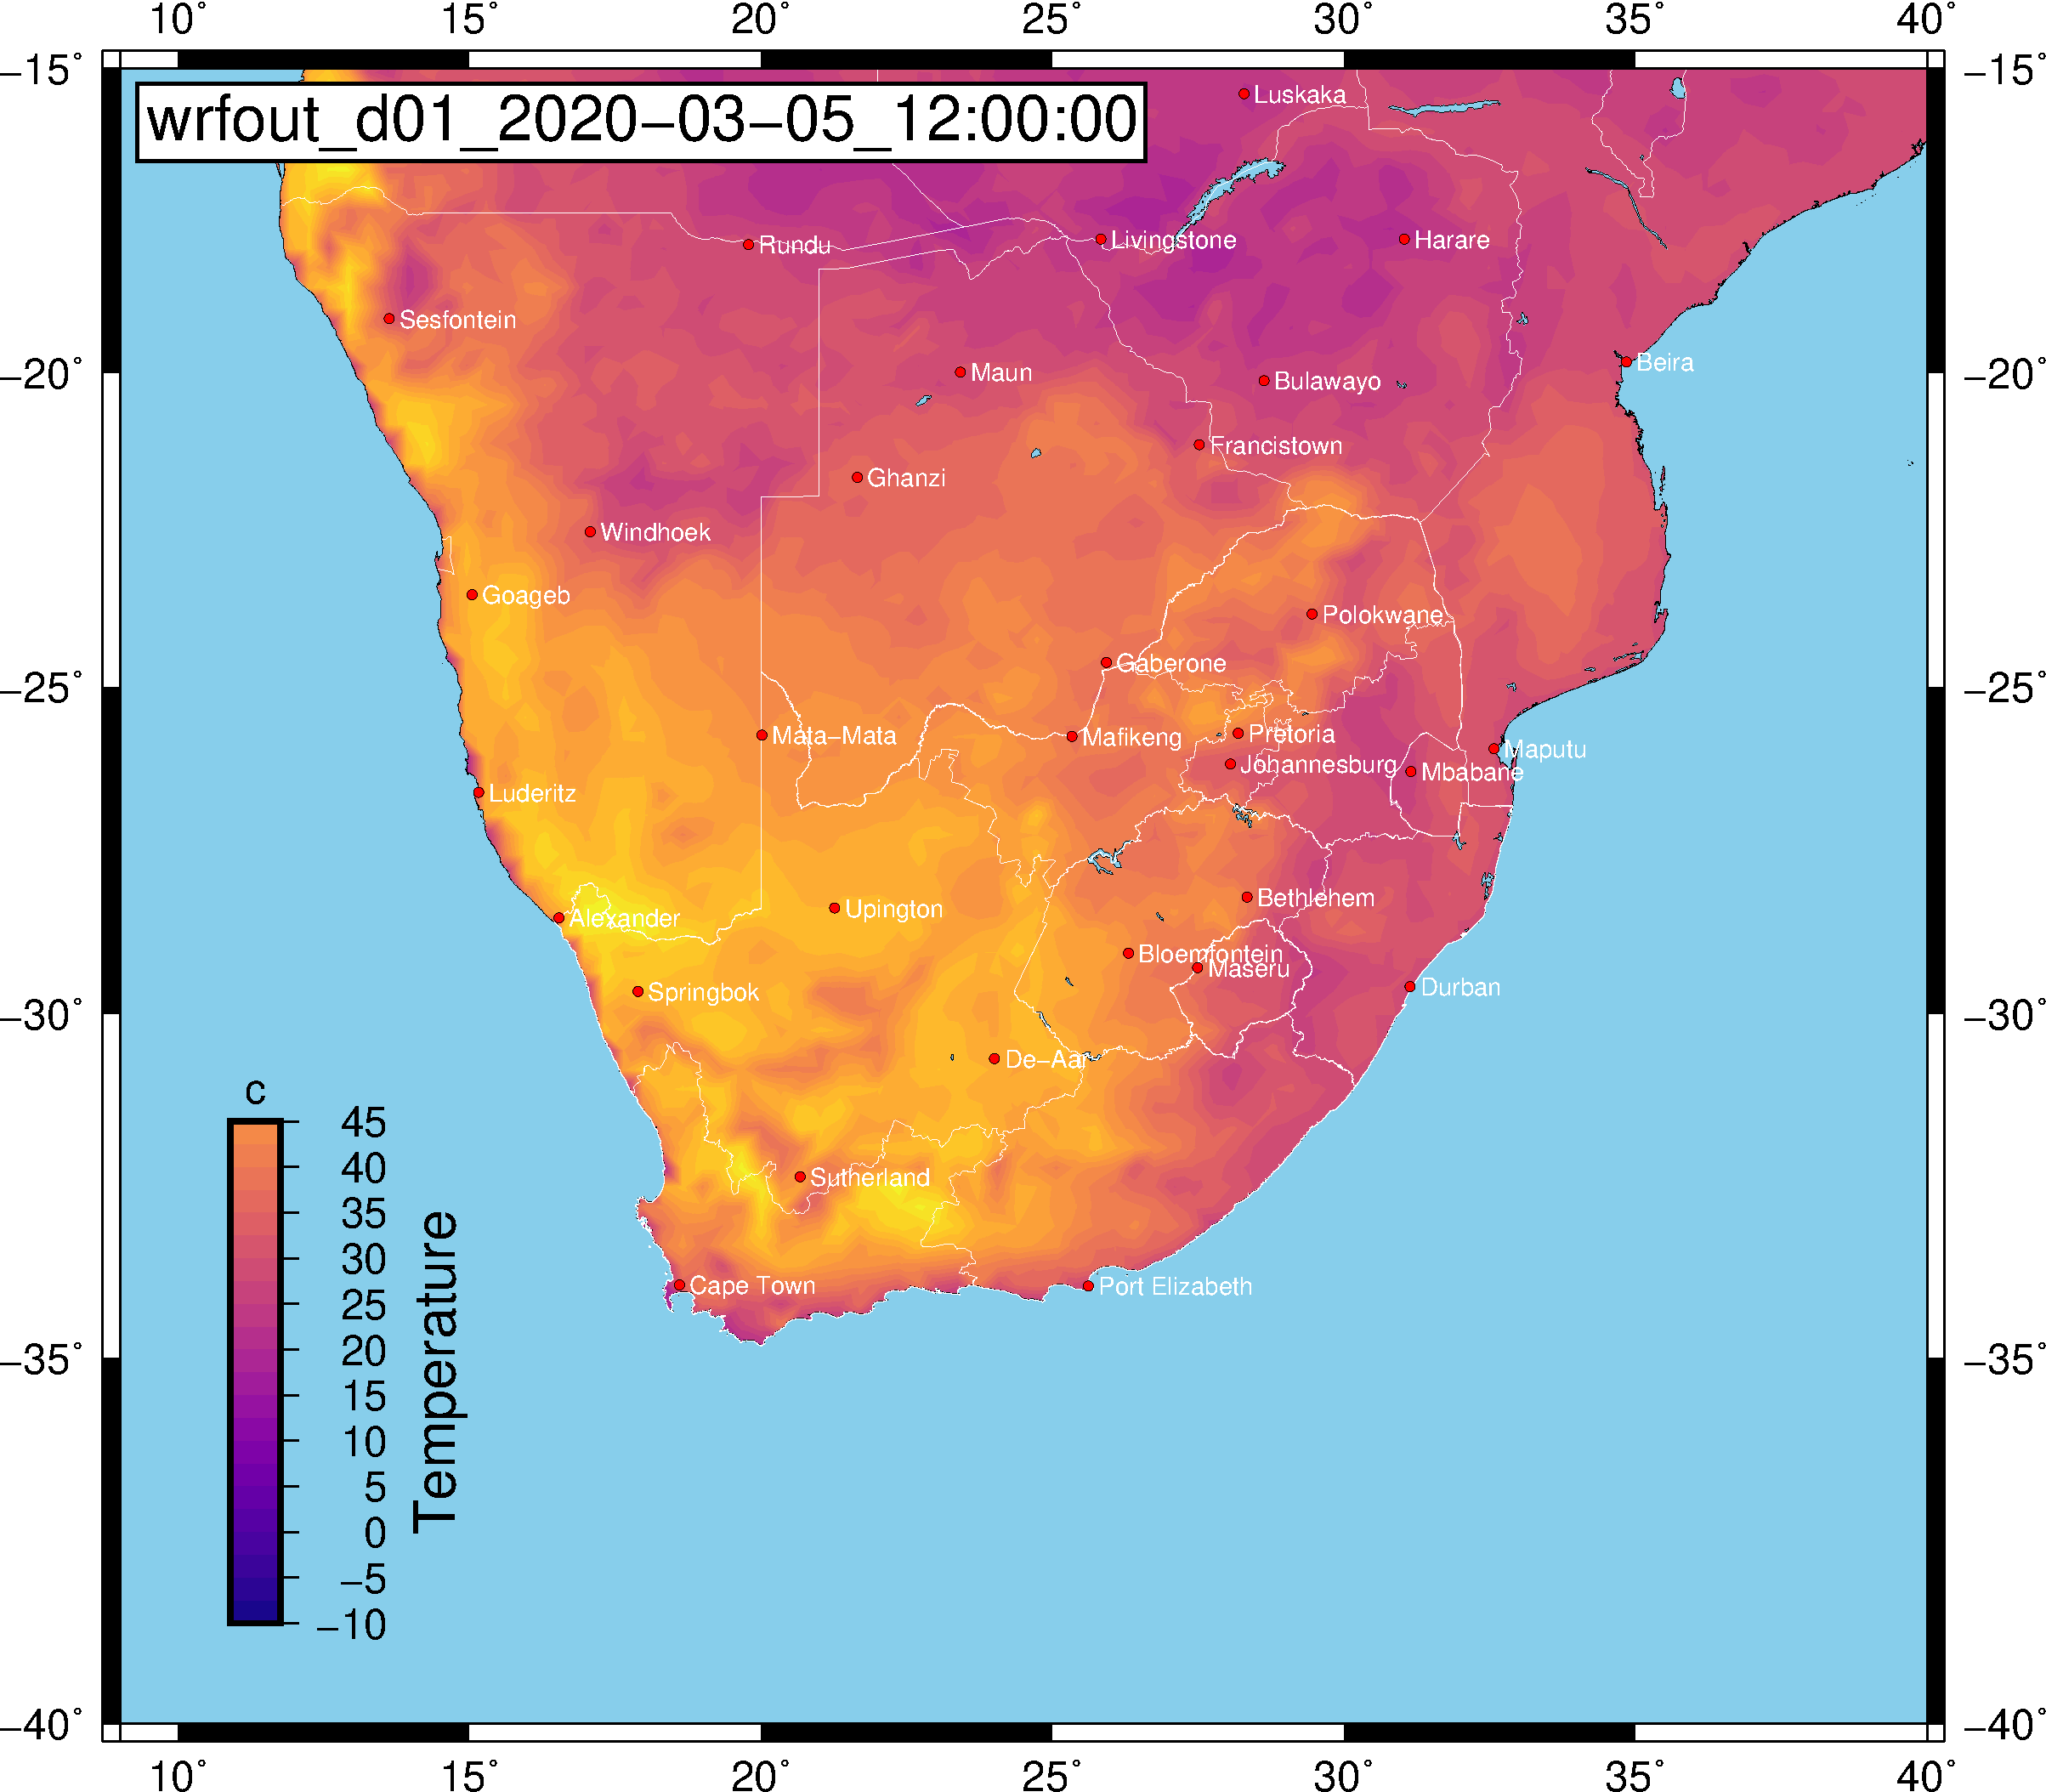 10° 15° 20° 25° 30° 35° 40°
−15° −15°
wrfout_d01_2020−03−05_12:00:00
Luskaka
Rundu
Livingstone
Harare
Sesfontein
Beira
−20° −20°
Maun
Bulawayo
Francistown
Ghanzi
Windhoek
Goageb
Polokwane
Gaberone
−25° −25°
Mata−Mata
Mafikeng
Pretoria
Maputu
Johannesburg
Mbabane
Luderitz
Bethlehem
Alexander
Upington
Bloemfontein
Maseru
Durban
Springbok
−30° −30°
De−Aar
c
45
40
35
30
25
20
15
10
5
0
−5
−10
Temperature
Sutherland
Cape Town
Port Elizabeth
−35° −35°
−40° −40°
10° 15° 20° 25° 30° 35° 40°